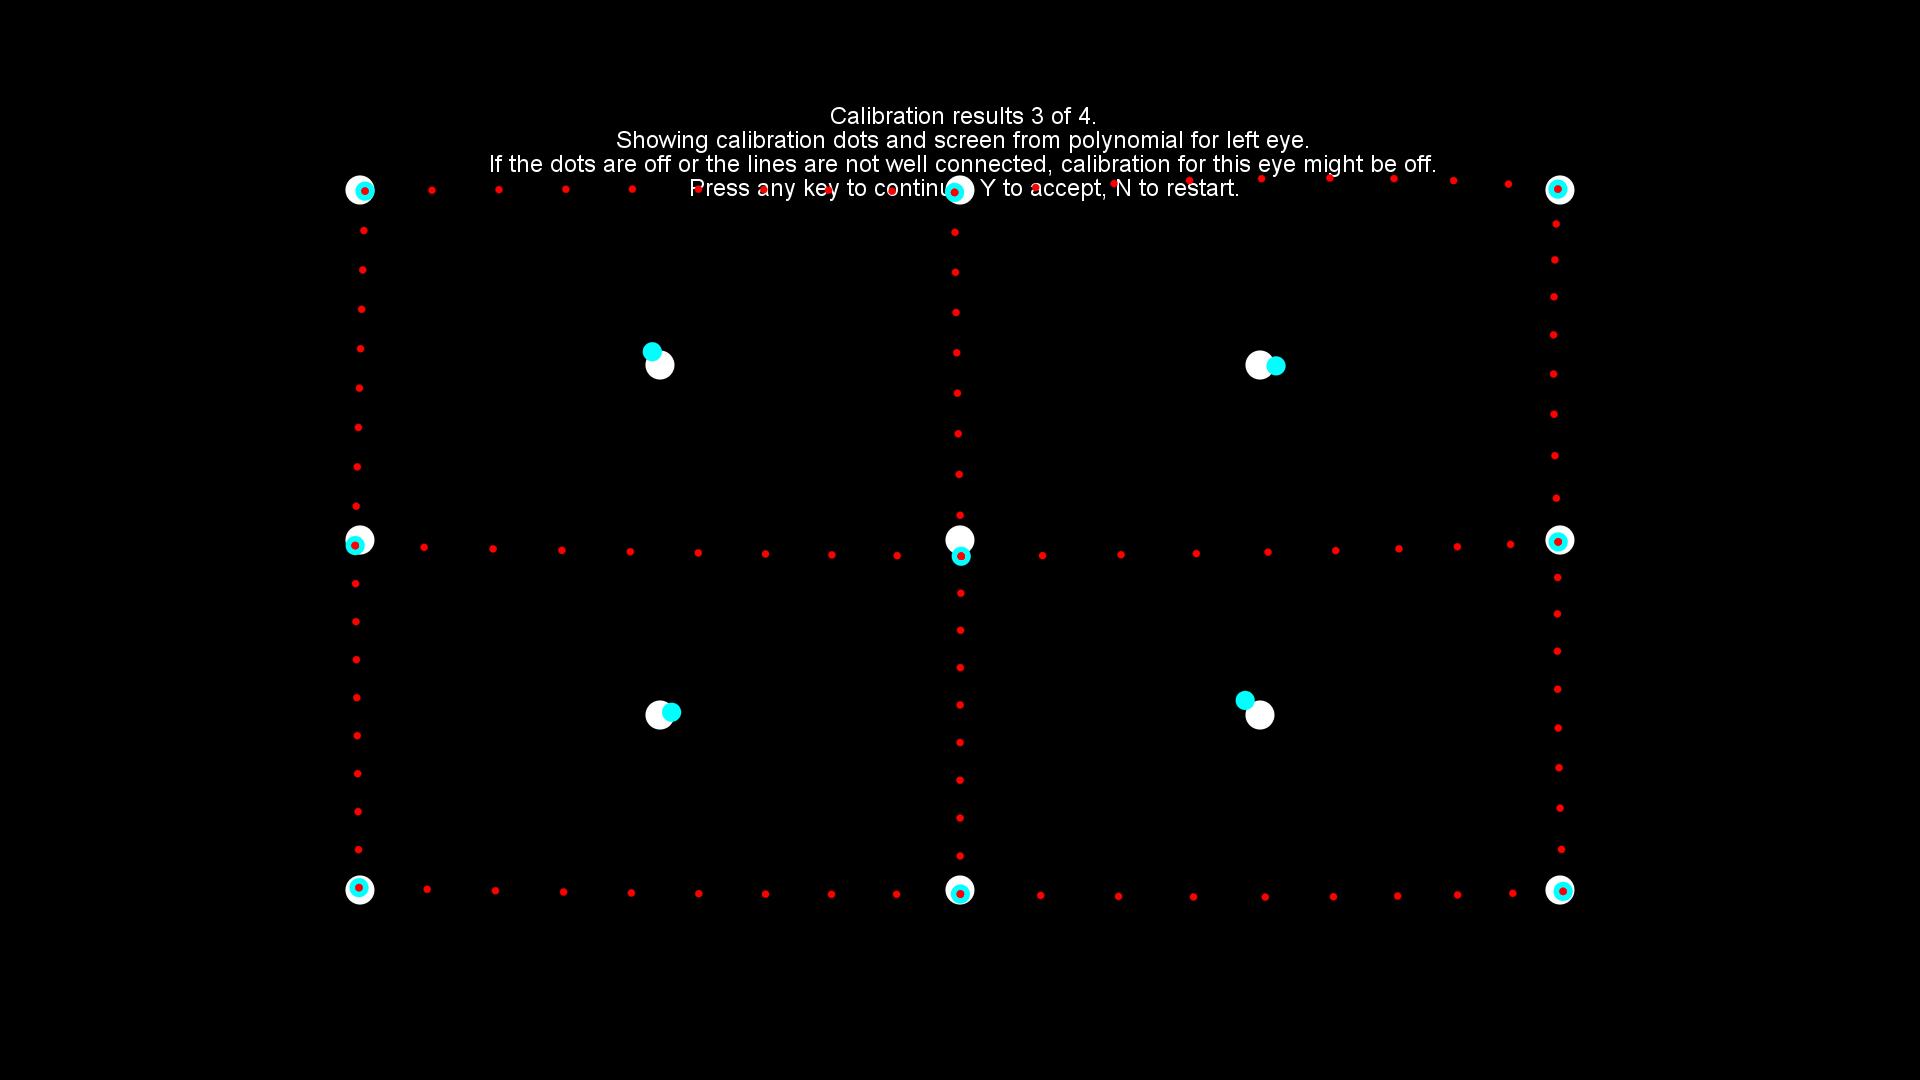 Calibration results 3 of 4.
Showing calibration dots and screen from polynomial for left eye.
If the dots are off or the lines are not well connected, calibration for this eye might be off.
Press any key to continu Y to accept, N to restart.